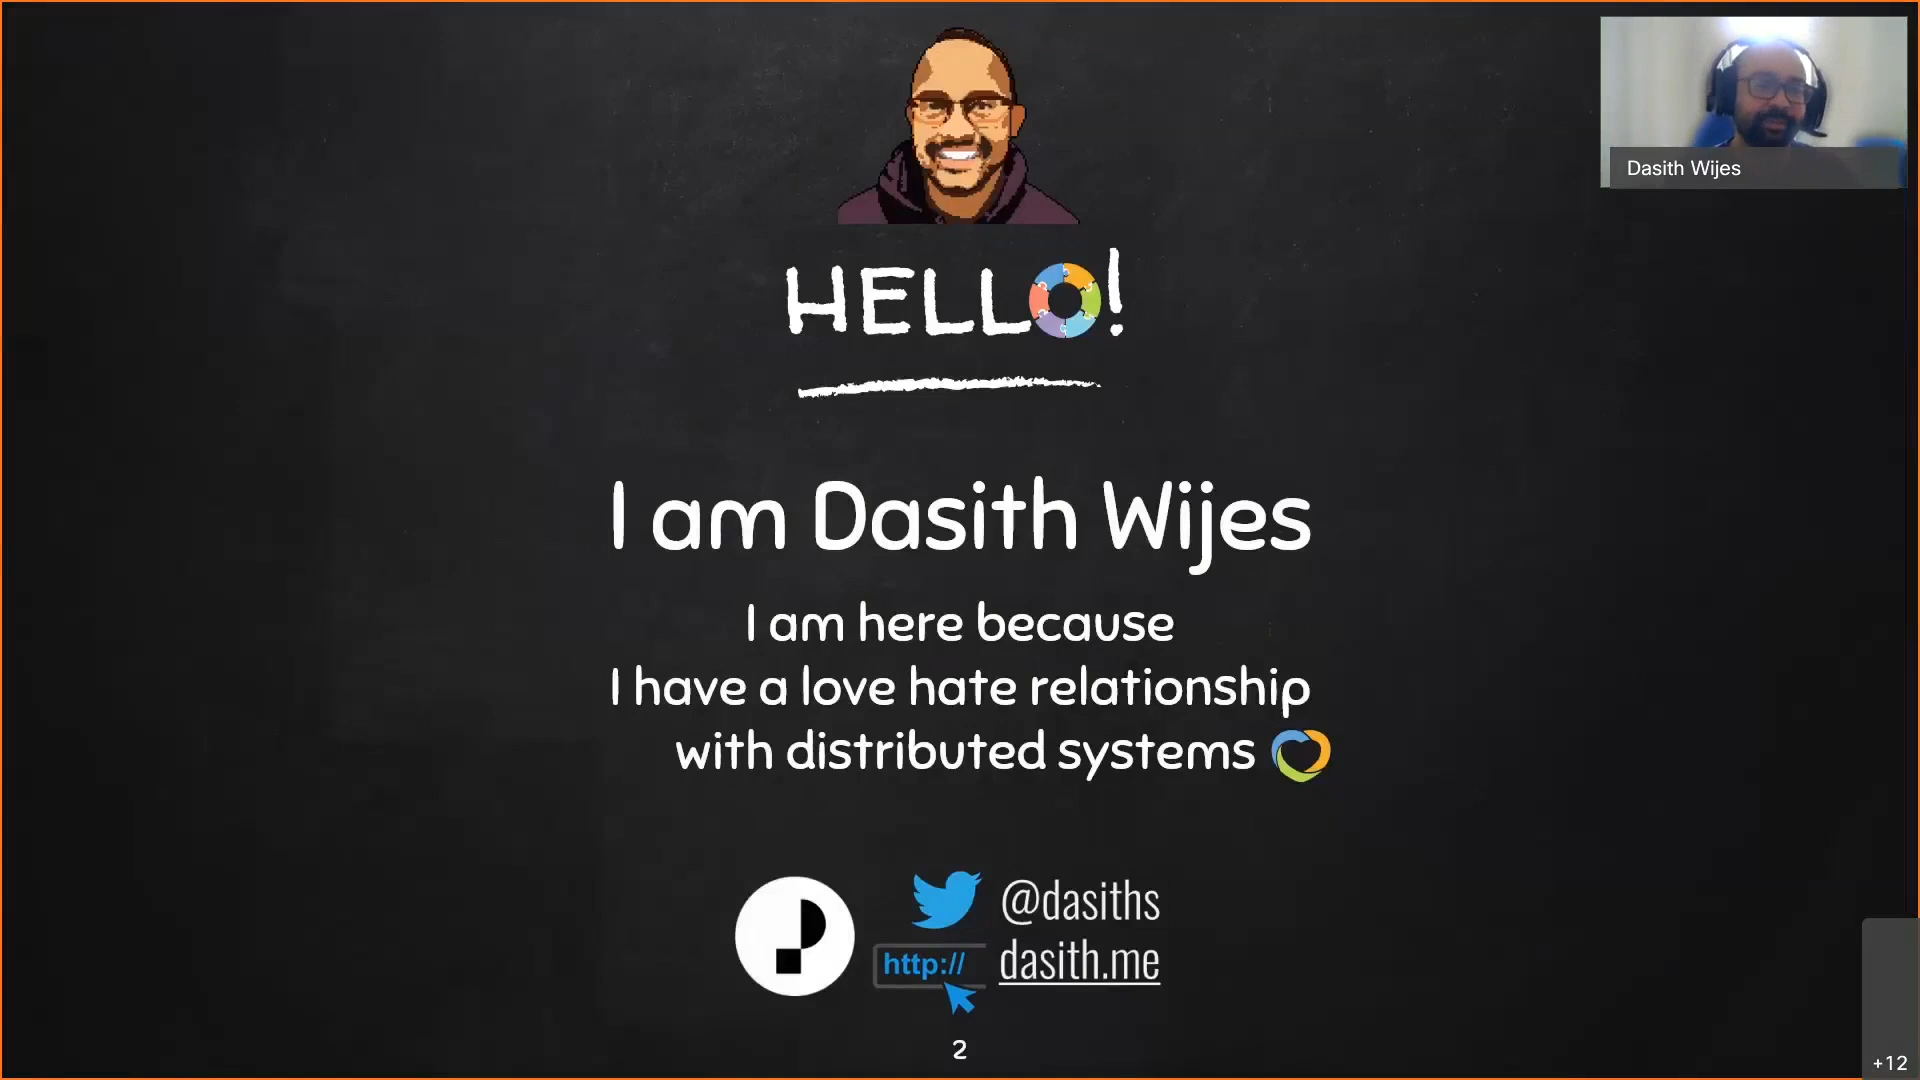 Dasith Wijes
HELLO!
I am Dasith Wijes
I am here because
I have a love hate relationship
with distributed systems
@dasiths
http://
dasith.me
2
+12